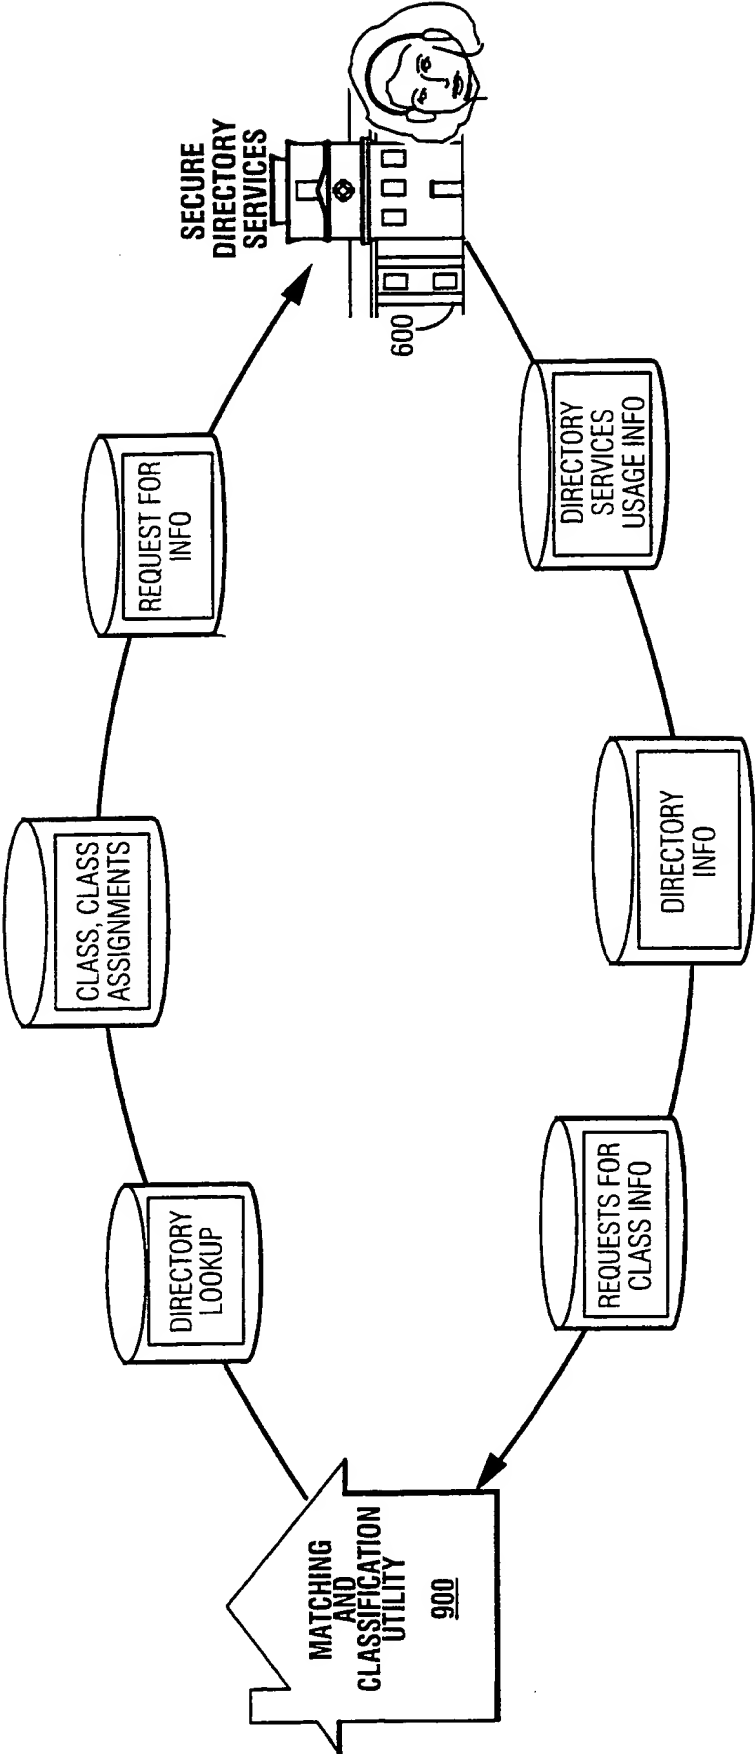 SECURE
DIRECTORY
SERVICES
600
REQUEST FOR
INFO
CLASS, CLASS
ASSIGNMENTS
DIRECTORY
LOOKUP
MATCHING
AND
CLASSIFICATION
UTILITY
900
DIRECTORY
SERVICES
USAGE INFO
DIRECTORY
INFO
REQUESTS FOR
CLASS INFO